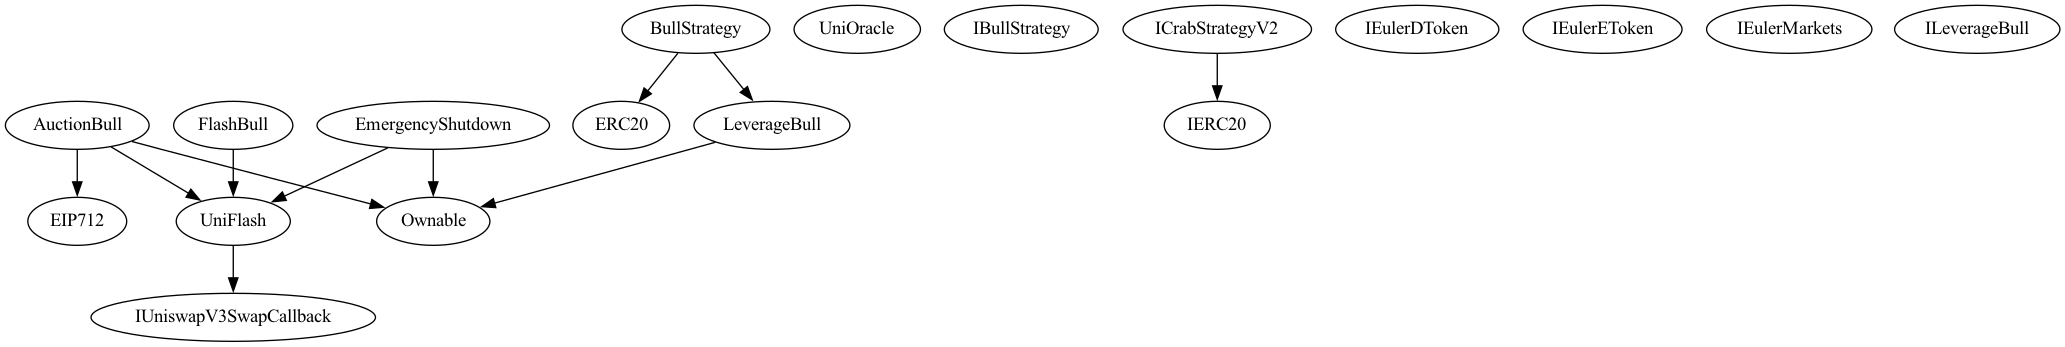 BullStrategy
UniOracle
IBullStrategy
ICrabStrategyV2
IEulerDToken
IEulerEToken
IEulerMarkets
ILeverageBull
AuctionBull
FlashBull
EmergencyShutdown
ERC20
LeverageBull
IERC20
EIP712
UniFlash
Ownable
IUniswapV3SwapCallback